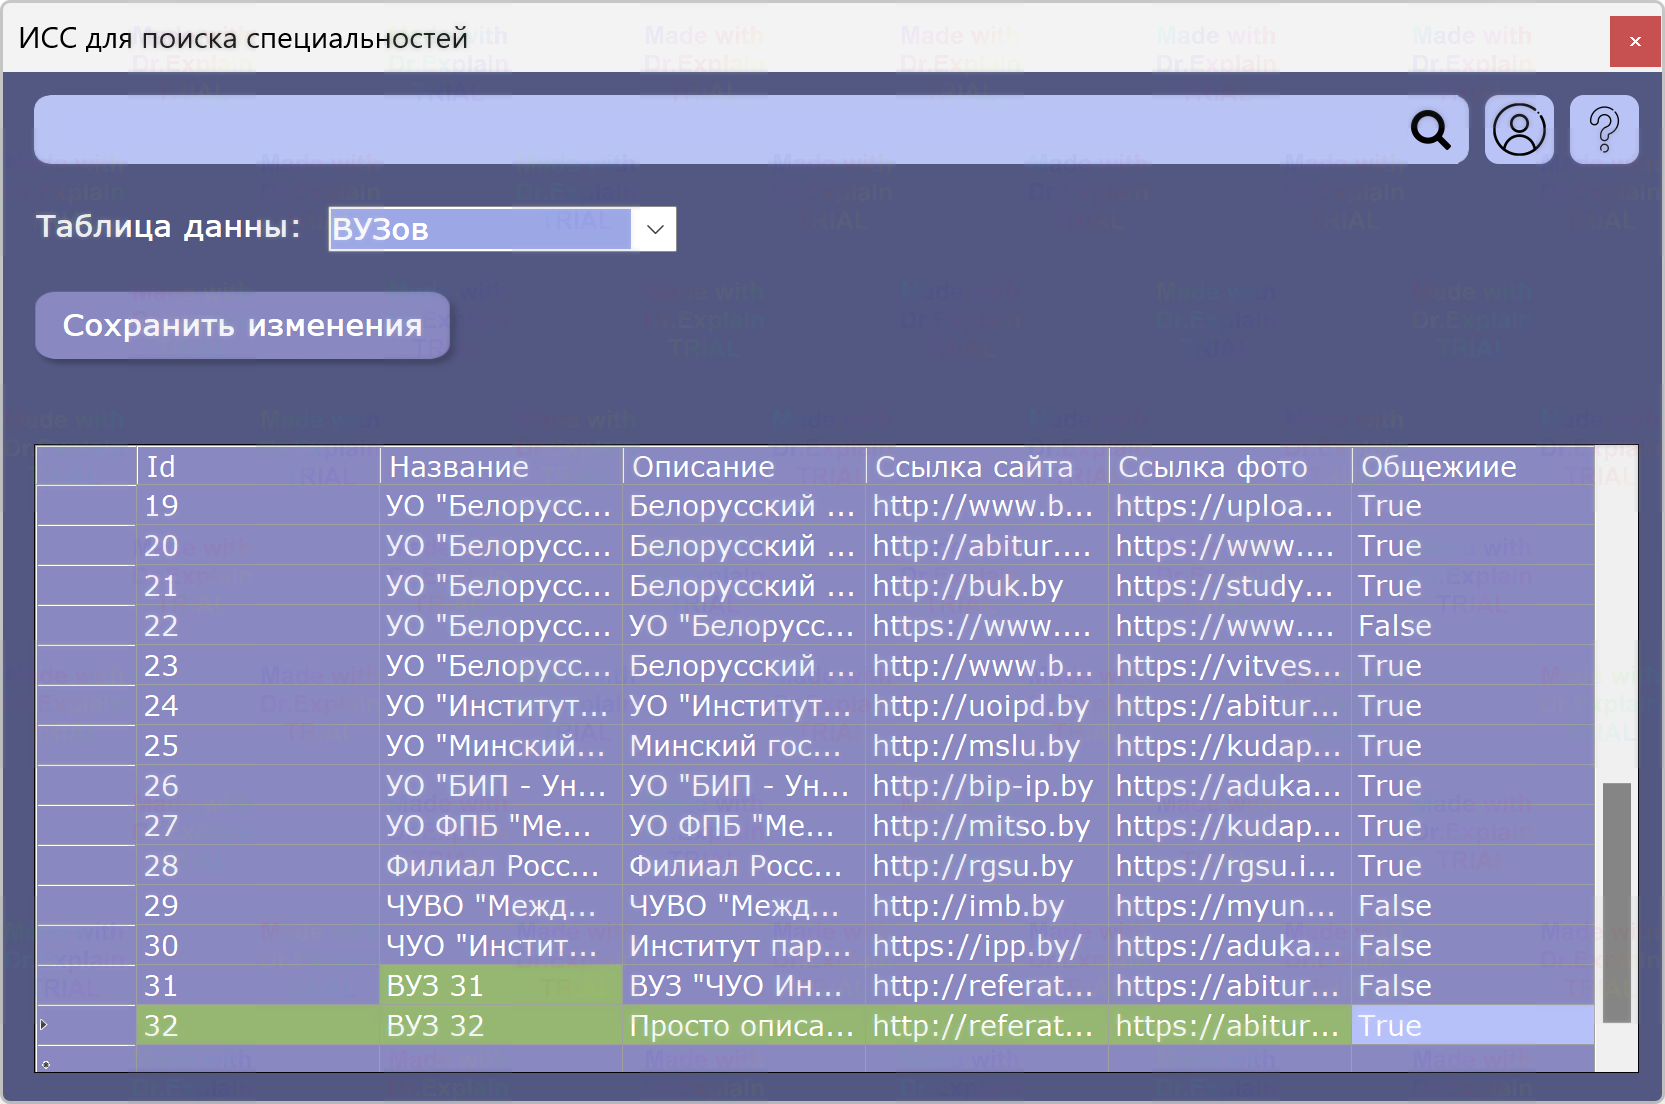 ИСС для поиска специальностей
Таблица данны: ВУЗов
Сохранить изменения
Id Название Описание Ссылка сайта Ссылка фото Общежиие
19 УО "Белорусс... Белорусский ... http://www.b... https://uploa... True
20 УО "Белорусс... Белорусский ... http://abitur.... https://www.... True
21 УО "Белорусс... Белорусский ... http://buk.by https://study... True
22 УО "Белорусс... УО "Белорусс... https://www.... https://www.... False
23 УО "Белорусс... Белорусский ... http://www.b... https://vitves... True
24 УО "Институт... УО "Институт... http://uoipd.by https://abitur... True
25 УО "Минский... Минский гос... http://mslu.by https://kudap... True
26 УО "БИП - Ун... УО "БИП - Ун... http://bip-ip.by https://aduka... True
27 УО ФПБ "Ме... УО ФПБ "Ме... http://mitso.by https://kudap... True
28 Филиал Росс... Филиал Росс... http://rgsu.by https://rgsu.i... True
29 ЧУВО "Межд... ЧУВО "Межд... http://imb.by https://myun... False
30 ЧУО "Инстит... Институт пар... https://ipp.by/ https://aduka... False
31 ВУЗ 31 ВУЗ "ЧУО Ин... http://referat... https://abitur... False
32 ВУЗ 32 Просто описа... http://referat... https://abitur... True
Made with
Dr.Explain
TRIAL